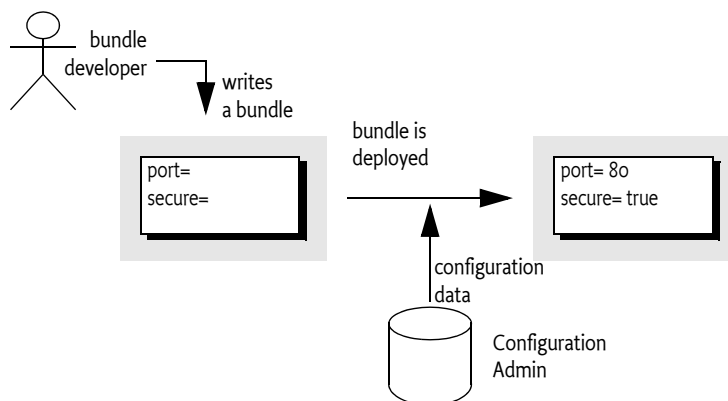 bundle
developer
writes
a bundle
bundle is
deployed
port=
secure=
port= 80
secure= true
configuration
data
Configuration
Admin